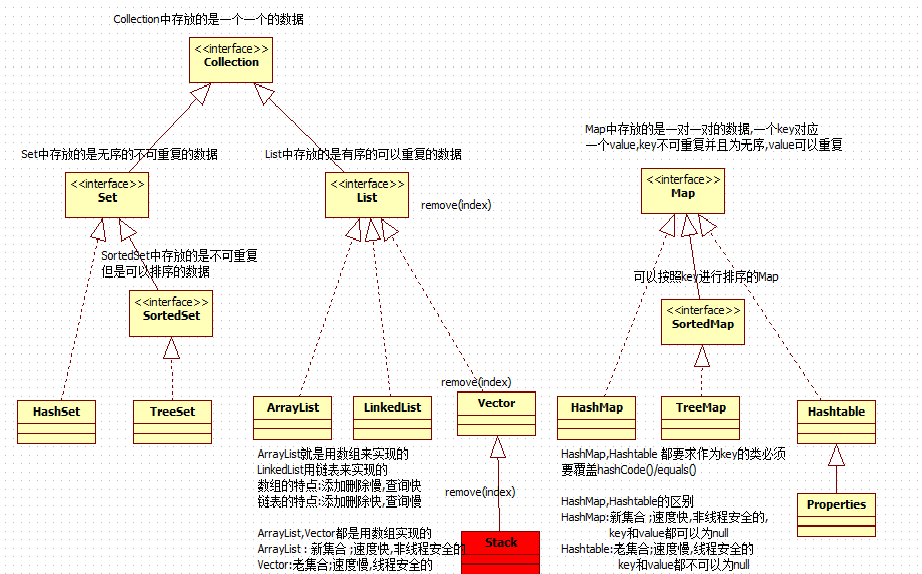 Collection中存放的是一个一个的数据
<<interface>>
Collection
Set中存放的是无序的不可重复的数据
List中存放的是有序的可以重复的数据
Map中存放的是一对一对的数据,一个key对应
一个value,key不可重复并且为无序,value可以重复
<<interface>>
Set
<<interface>>
List
remove(index)
<<interface>>
Map
SortedSet中存放的是不可重复
但是可以排序的数据
可以按照key进行排序的Map
<<interface>>
SortedSet
<<interface>>
SortedMap
remove(index)
HashSet
TreeSet
ArrayList
LinkedList
Vector
HashMap
TreeMap
Hashtable
ArrayList就是用数组来实现的
LinkedList用链表来实现的
数组的特点:添加删除慢,查询快
链表的特点:添加删除快,查询慢
remove(index)
ArrayList,Vector都是用数组实现的
ArrayList : 新集合 ;速度快,非线程安全的
Vector:老集合;速度慢,线程安全的
Stack
HashMap,Hashtable 都要求作为key的类必须
要覆盖hashCode()/equals()
HashMap,Hashtable的区别
HashMap:新集合 ;速度快,非线程安全的,
key和value都可以为null
Hashtable:老集合;速度慢,线程安全的
key和value都不可以为null
Properties